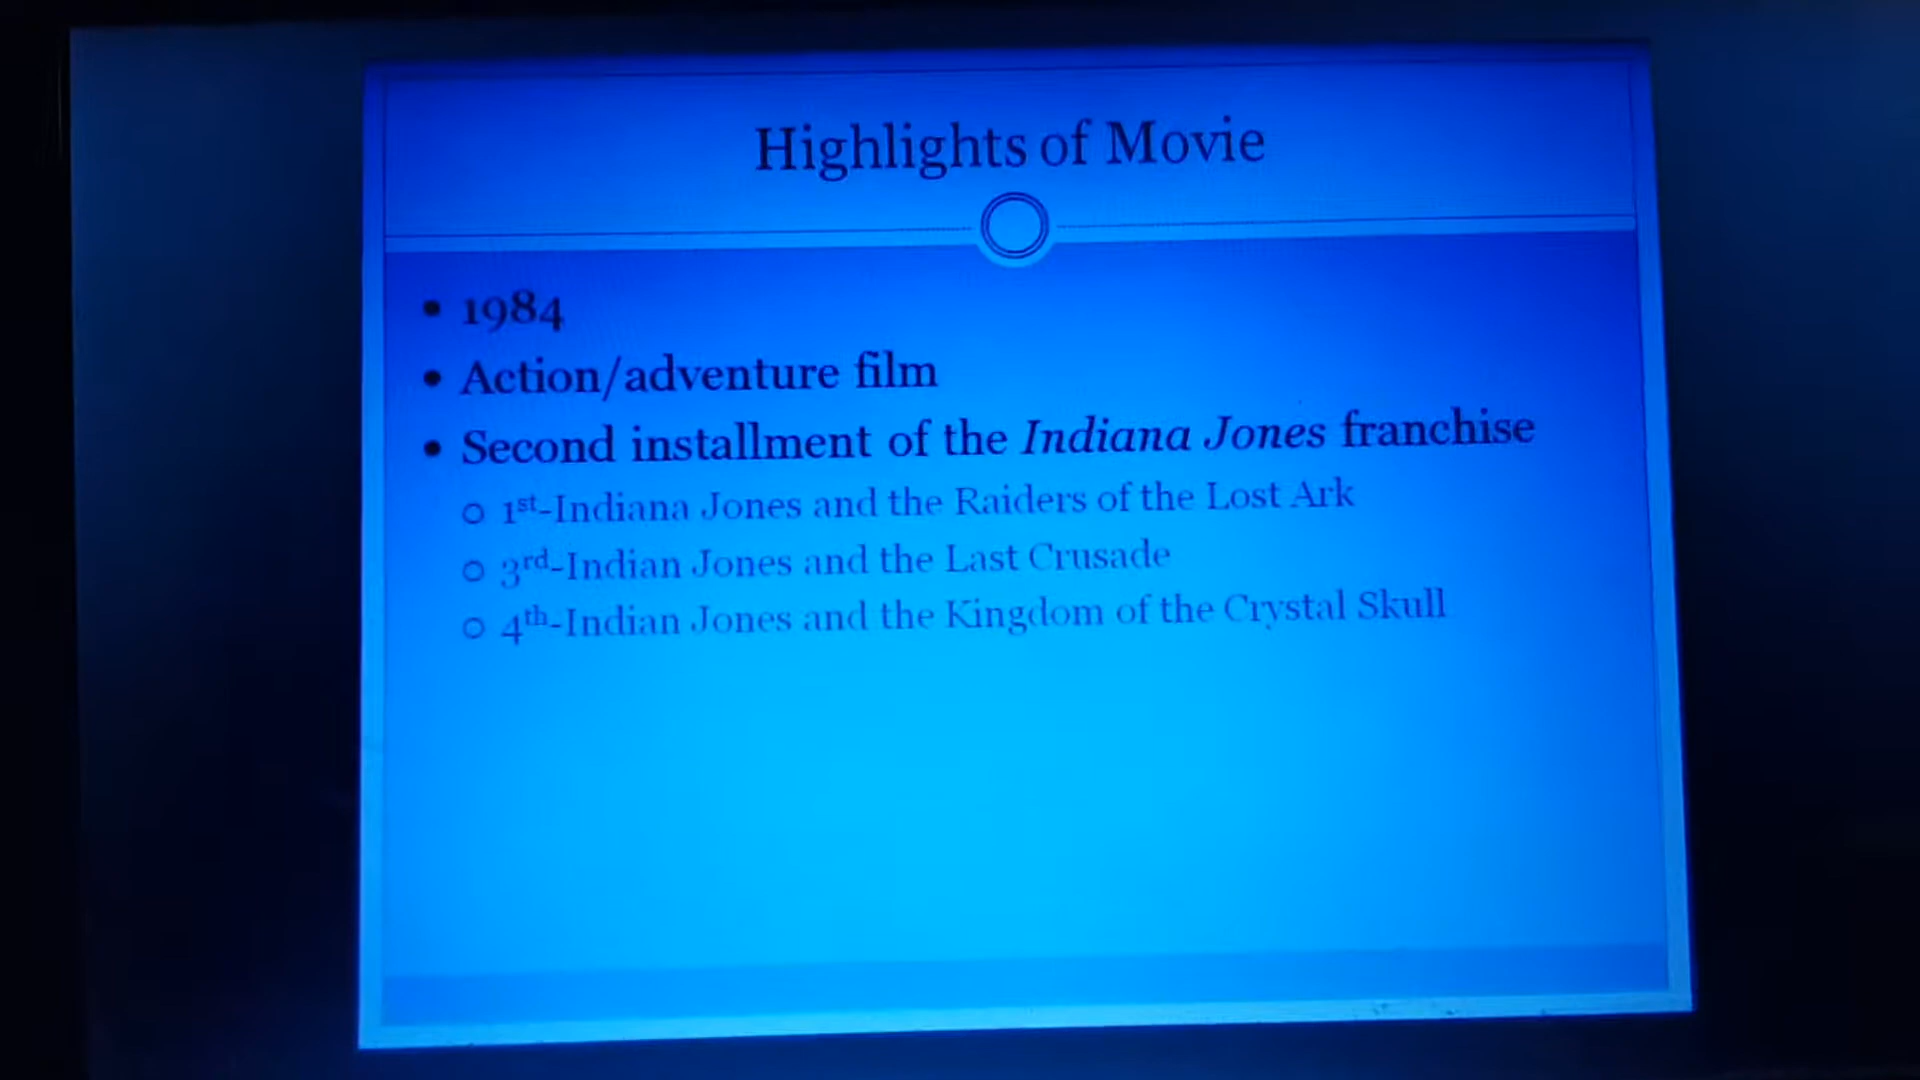 Highlights of Movie
• 1984
• Action/adventure film
• Second installment of the Indiana Jones franchise
○ 1st-Indiana Jones and the Raiders of the Lost Ark
○ 3rd-Indian Jones and the Last Crusade
○ 4th-Indian Jones and the Kingdom of the Crystal Skull